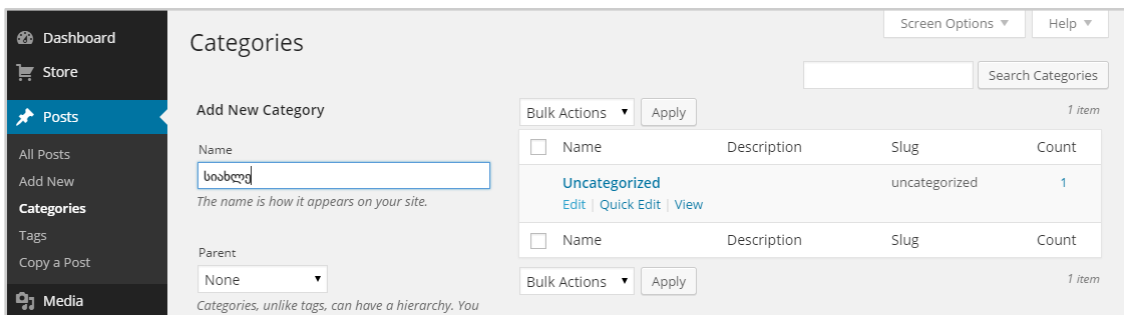 Dashboard
Store
Posts
All Posts
Add New
Categories
Tags
Copy a Post
Media
Screen Options ▼
Help ▼
Categories
Search Categories
Add New Category
Name
სიახლე
The name is how it appears on your site.
Parent
None ▼
Categories, unlike tags, can have a hierarchy. You
Bulk Actions ▼ Apply 1 item
Name Description Slug Count
Uncategorized uncategorized 1
Edit | Quick Edit | View
Name Description Slug Count
Bulk Actions ▼ Apply 1 item